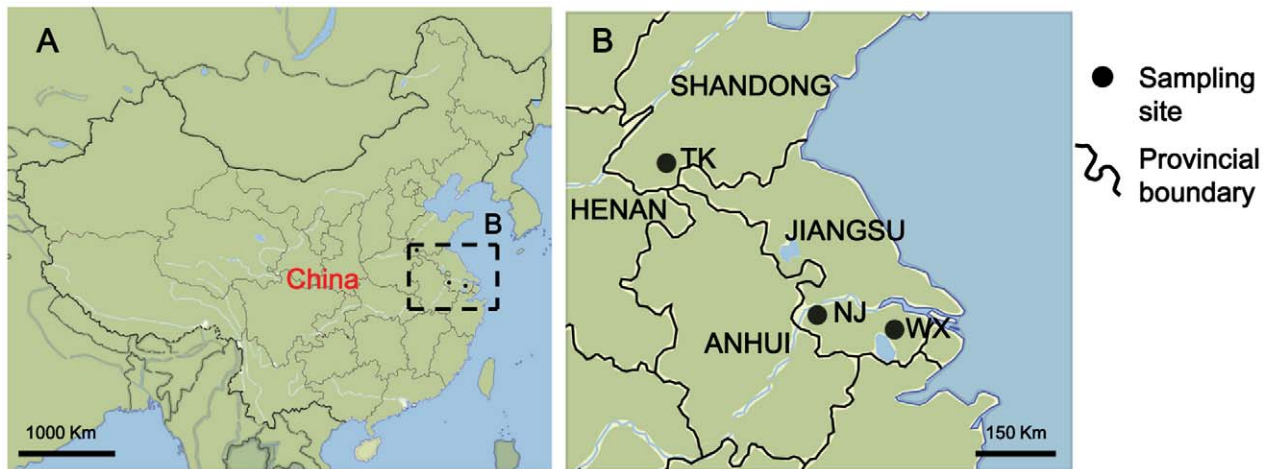 A
B
China
1000 Km
B
SHANDONG
TK
HENAN
JIANGSU
NJ
WX
ANHUI
150 Km
Sampling
site
Provincial
boundary